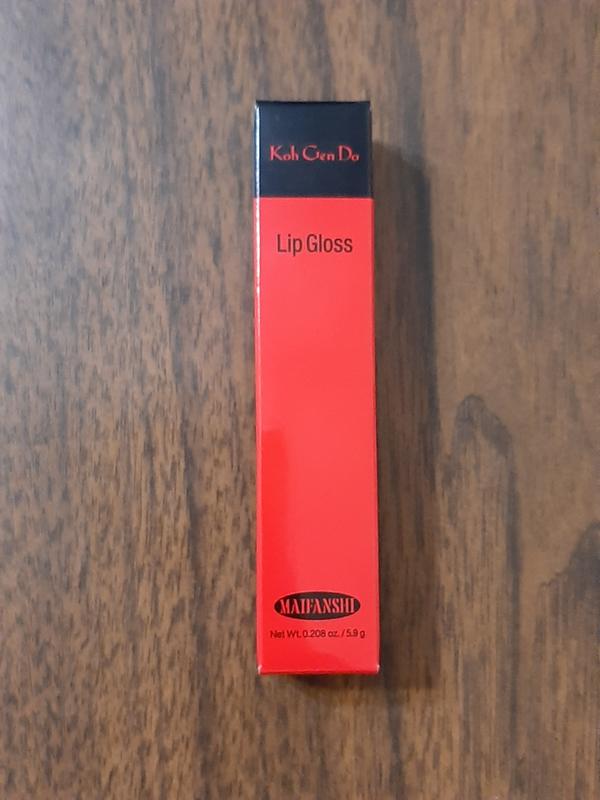 Koh Gen Do
Lip Gloss
MAIFANSHI
Net Wt. 0.208 oz. / 5.9 g